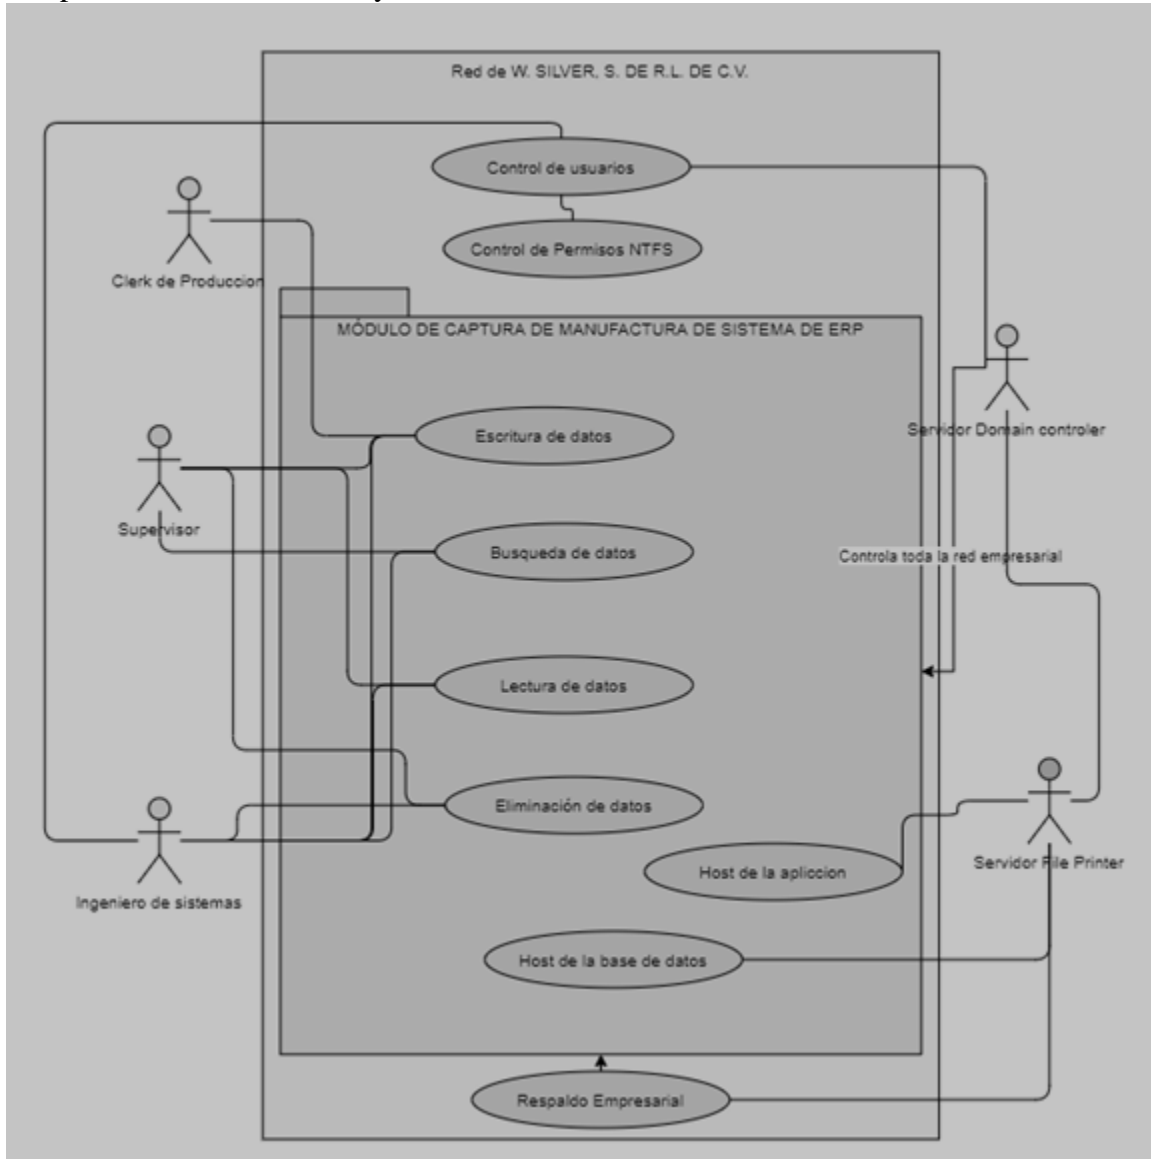 Red de W. SILVER, S. DE R.L. DE C.V.
Control de usuarios
Control de Permisos NTFS
Clerk de Produccion
MÓDULO DE CAPTURA DE MANUFACTURA DE SISTEMA DE ERP
Servidor Domain controler
Escritura de datos
Supervisor
Busqueda de datos
Controla toda la red empresarial
Lectura de datos
Eliminación de datos
Host de la apliccion
Servidor File Printer
Ingeniero de sistemas
Host de la base de datos
Respaldo Empresarial